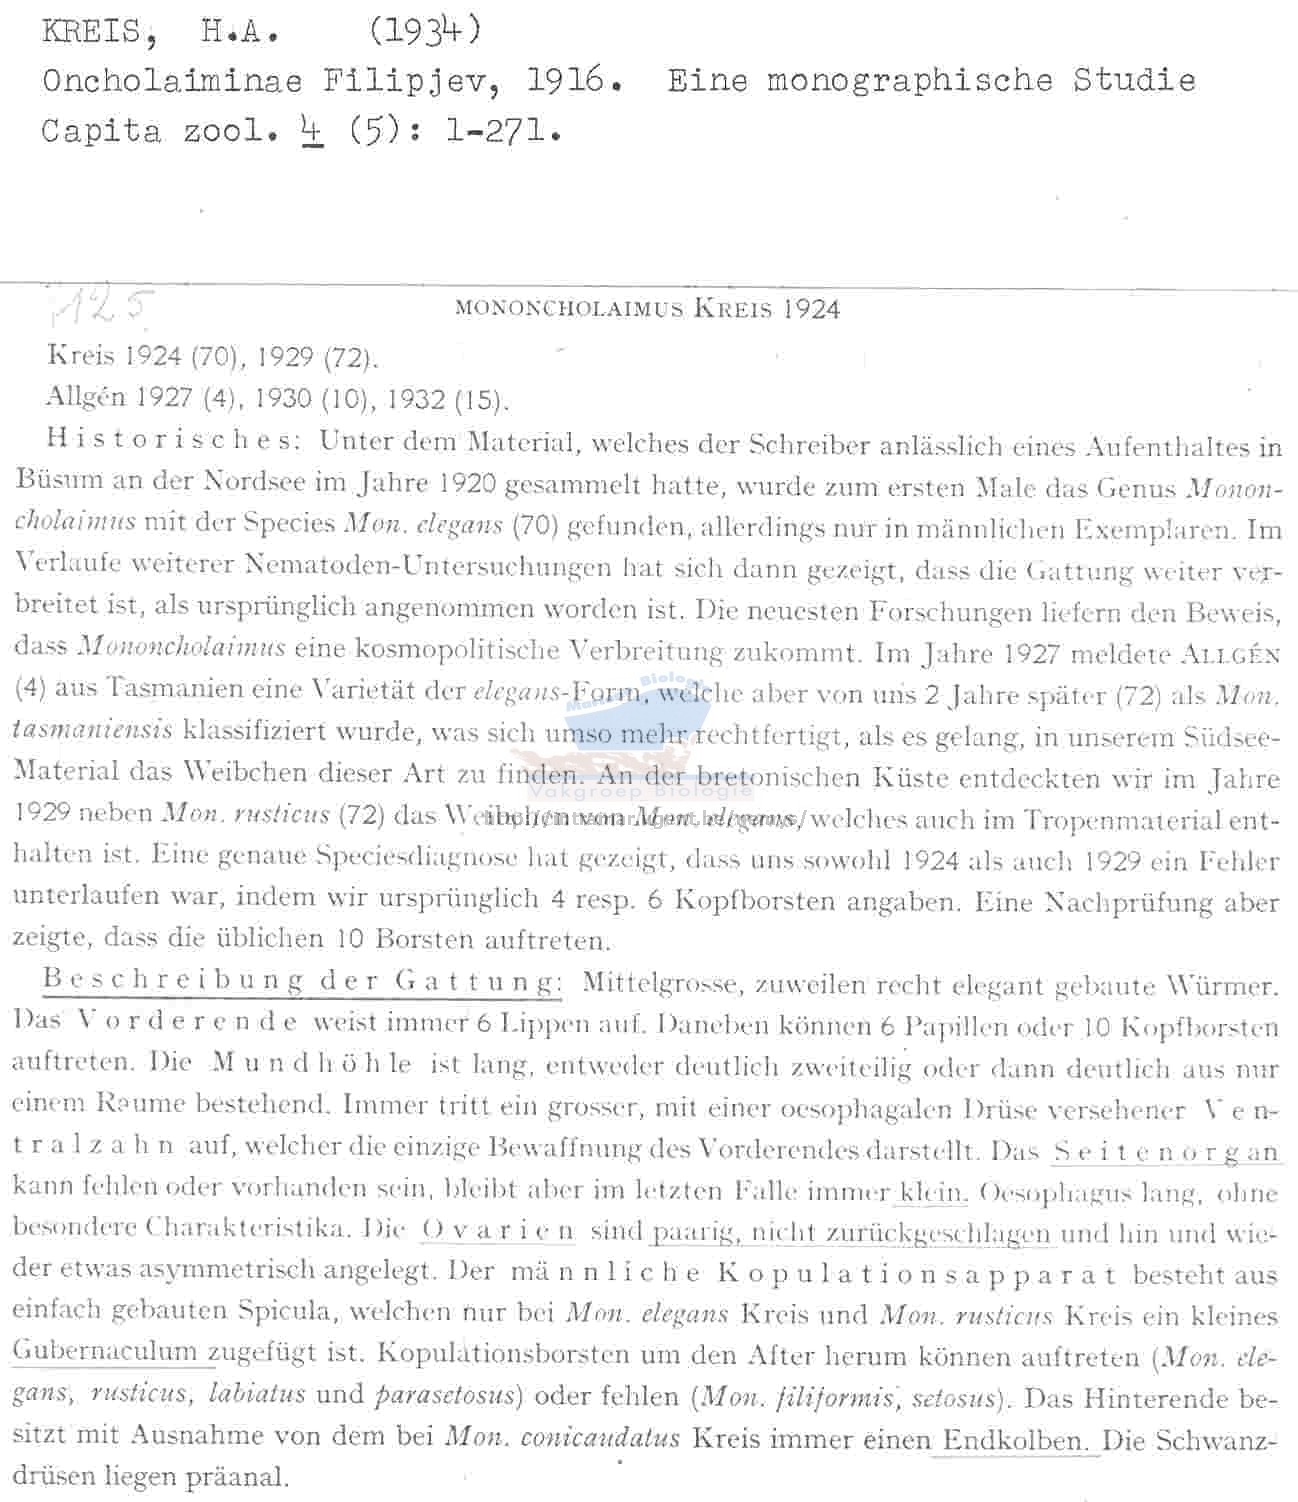 KREIS, H.A. (1934)
Oncholaiminae Filipjev, 1916. Eine monographische Studie
Capita zool. 4 (5): 1-271.
125
MONONCHOLAIMUS KREIS 1924
Kreis 1924 (70), 1929 (72).
Allgén 1927 (4), 1930 (10), 1932 (15).
Historisches: Unter dem Material, welches der Schreiber anlässlich eines Aufenthaltes in
Büsum an der Nordsee im Jahre 1920 gesammelt hatte, wurde zum ersten Male das Genus Monon-
cholaimus mit der Species Mon. elegans (70) gefunden, allerdings nur in männlichen Exemplaren. Im
Verlaufe weiterer Nematoden-Untersuchungen hat sich dann gezeigt, dass die Gattung weiter ver-
breitet ist, als ursprünglich angenommen worden ist. Die neuesten Forschungen liefern den Beweis,
dass Mononcholaimus eine kosmopolitische Verbreitung zukommt. Im Jahre 1927 meldete ALLGÉN
(4) aus Tasmanien eine Varietät der elegans-Form, welche aber von uns 2 Jahre später (72) als Mon.
tasmaniensis klassifiziert wurde, was sich umso mehr rechtfertigt, als es gelang, in unserem Südsee-
Material das Weibchen dieser Art zu finden. An der bretonischen Küste entdeckten wir im Jahre
Vakgroep Biologie
1929 neben Mon. rusticus (72) das Weibchen von Mon. elegans, welches auch im Tropenmaterial ent-
halten ist. Eine genaue Speciesdiagnose hat gezeigt, dass uns sowohl 1924 als auch 1929 ein Fehler
unterlaufen war, indem wir ursprünglich 4 resp. 6 Kopfborsten angaben. Eine Nachprüfung aber
zeigte, dass die üblichen 10 Borsten auftreten.
Beschreibung der Gattung: Mittelgrosse, zuweilen recht elegant gebaute Würmer.
Das Vorderende weist immer 6 Lippen auf. Daneben können 6 Papillen oder 10 Kopfborsten
auftreten. Die Mundhöhle ist lang, entweder deutlich zweiteilig oder dann deutlich aus nur
einem Raume bestehend. Immer tritt ein grosser, mit einer oesophagalen Drüse versehener Ven-
tralzahn auf, welcher die einzige Bewaffnung des Vorderendes darstellt. Das Seitenorgan
kann fehlen oder vorhanden sein, bleibt aber im letzten Falle immer klein. Oesophagus lang, ohne
besondere Charakteristika. Die Ovarien sind paarig, nicht zurückgeschlagen und hin und wie-
der etwas asymmetrisch angelegt. Der männliche Kopulationsapparat besteht aus
einfach gebauten Spicula, welchen nur bei Mon. elegans Kreis und Mon. rusticus Kreis ein kleines
Gubernaculum zugefügt ist. Kopulationsborsten um den After herum können auftreten (Mon. ele-
gans, rusticus, labiatus und parasetosus) oder fehlen (Mon. filiformis, setosus). Das Hinterende be-
sitzt mit Ausnahme von dem bei Mon. conicaudatus Kreis immer einen Endkolben. Die Schwanz-
drüsen liegen präanal.